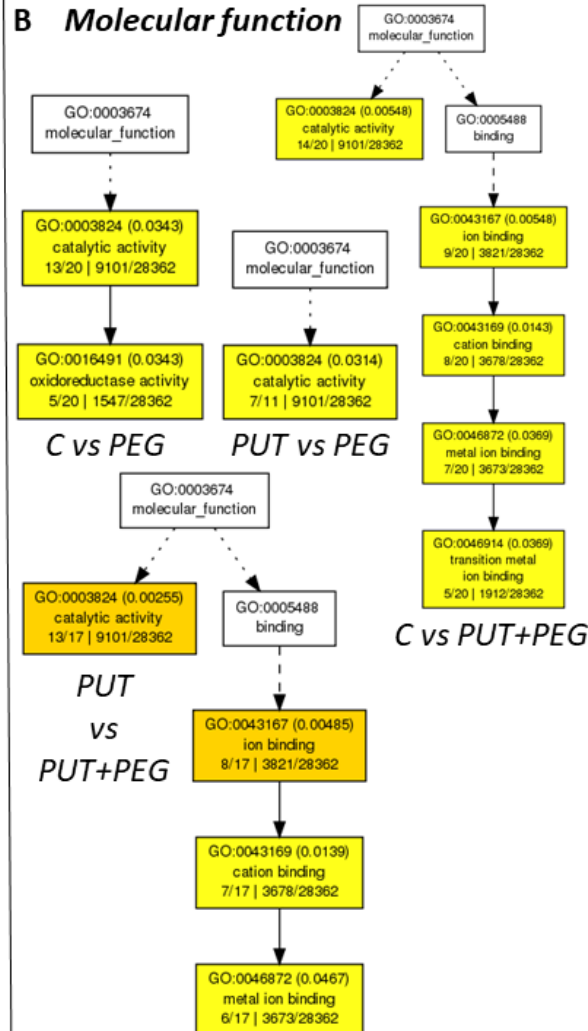 B Molecular function
GO:0003674
molecular_function
GO:0003824 (0.0343)
catalytic activity
13/20 | 9101/28362
GO:0016491 (0.0343)
oxidoreductase activity
5/20 | 1547/28362
C vs PEG
GO:0003674
molecular_function
GO:0003824 (0.0314)
catalytic activity
7/11 | 9101/28362
PUT vs PEG
GO:0003674
molecular_function
GO:0003824 (0.00548)
catalytic activity
14/20 | 9101/28362
GO:0005488
binding
GO:0043167 (0.00548)
ion binding
9/20 | 3821/28362
GO:0043169 (0.0143)
cation binding
8/20 | 3678/28362
GO:0046872 (0.0369)
metal ion binding
7/20 | 3673/28362
GO:0046914 (0.0369)
transition metal
ion binding
5/20 | 1912/28362
C vs PUT+PEG
GO:0003674
molecular_function
GO:0003824 (0.00255)
catalytic activity
13/17 | 9101/28362
GO:0005488
binding
PUT
vs
PUT+PEG
GO:0043167 (0.00485)
ion binding
8/17 | 3821/28362
GO:0043169 (0.0139)
cation binding
7/17 | 3678/28362
GO:0046872 (0.0467)
metal ion binding
6/17 | 3673/28362